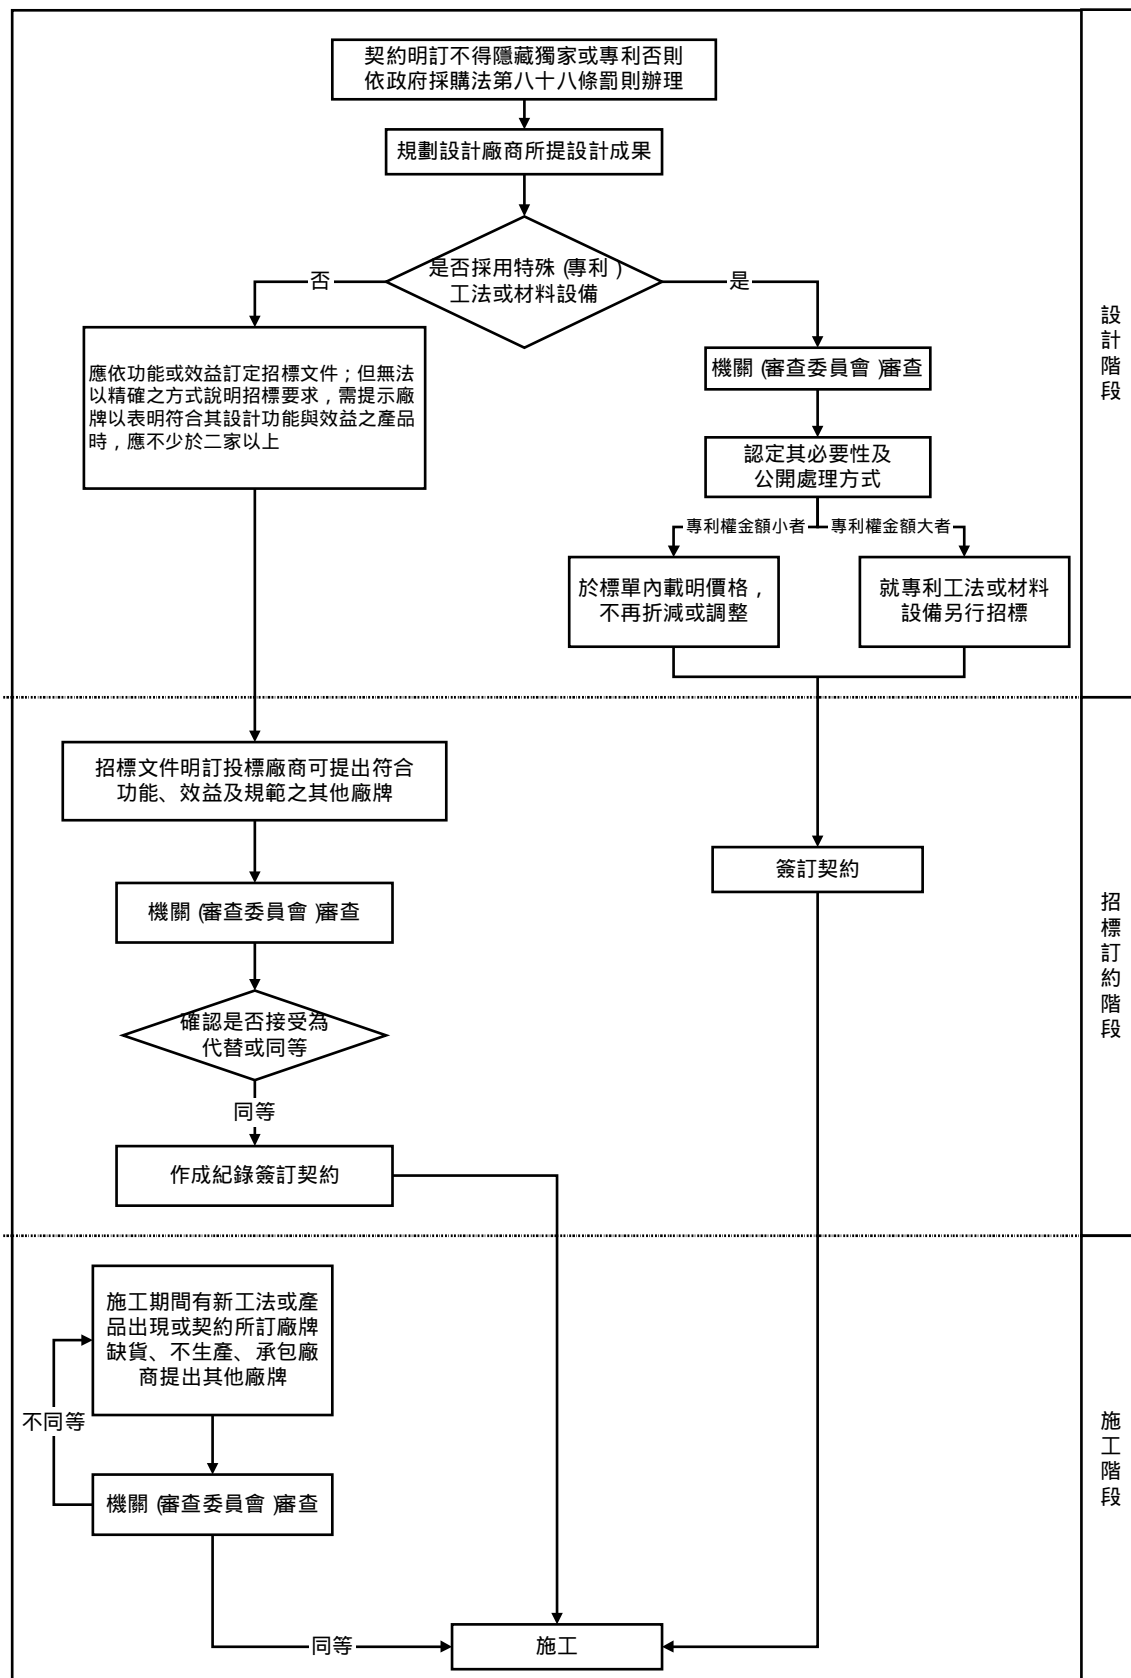 契約明訂不得隱藏獨家或專利否則
依政府採購法第八十八條罰則辦理
規劃設計廠商所提設計成果
是否採用特殊(專利)
工法或材料設備
否
是
應依功能或效益訂定招標文件；但無法
以精確之方式說明招標要求，需提示廠
牌以表明符合其設計功能與效益之產品
時，應不少於二家以上
機關(審查委員會)審查
認定其必要性及
公開處理方式
專利權金額小者
專利權金額大者
於標單內載明價格，
不再折減或調整
就專利工法或材料
設備另行招標
設計階段
招標文件明訂投標廠商可提出符合
功能、效益及規範之其他廠牌
機關(審查委員會)審查
簽訂契約
確認是否接受為
代替或同等
同等
作成紀錄簽訂契約
招標訂約階段
施工期間有新工法或產
品出現或契約所訂廠牌
缺貨、不生產、承包廠
商提出其他廠牌
不同等
機關(審查委員會)審查
同等
施工
施工階段